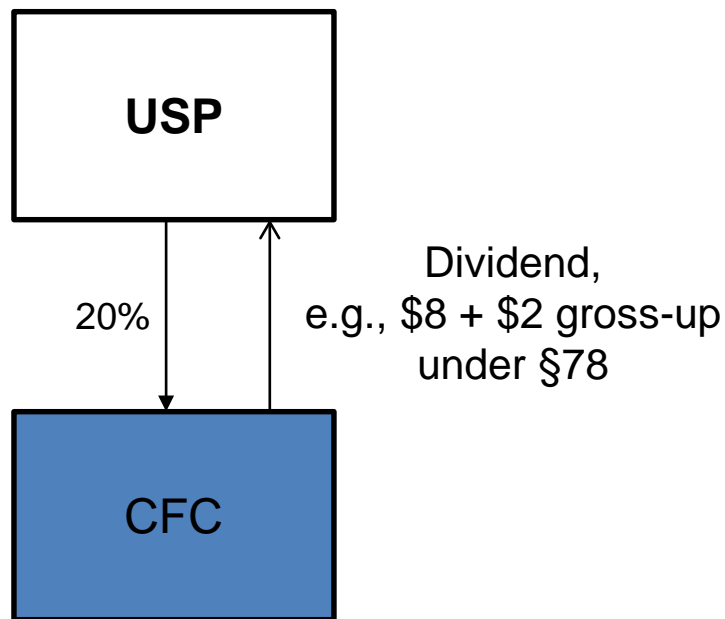 USP
20%
Dividend,
e.g., $8 + $2 gross-up
under §78
CFC